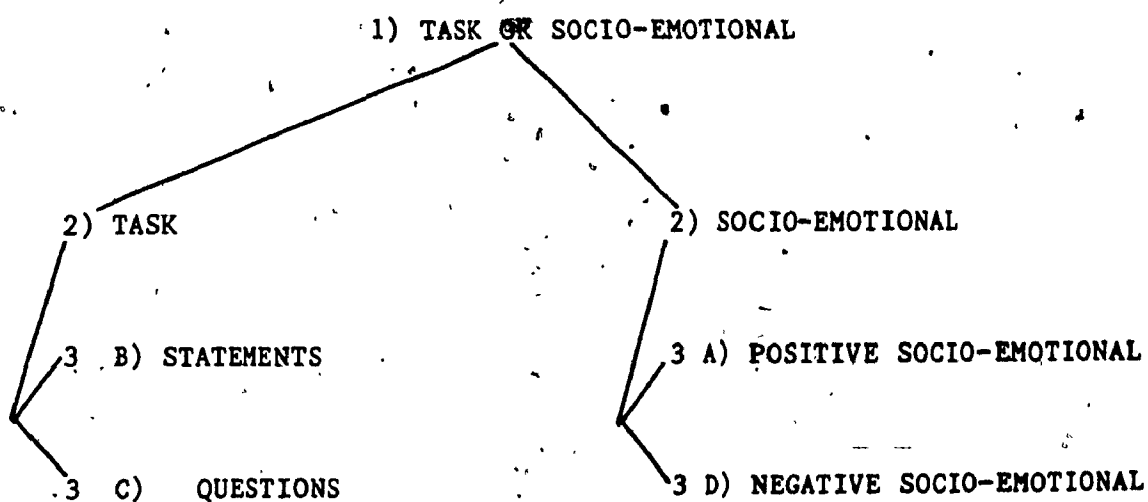 1) TASK OR SOCIO-EMOTIONAL
2) TASK
2) SOCIO-EMOTIONAL
3 B) STATEMENTS
3 A) POSITIVE SOCIO-EMOTIONAL
3 C) QUESTIONS
3 D) NEGATIVE SOCIO-EMOTIONAL